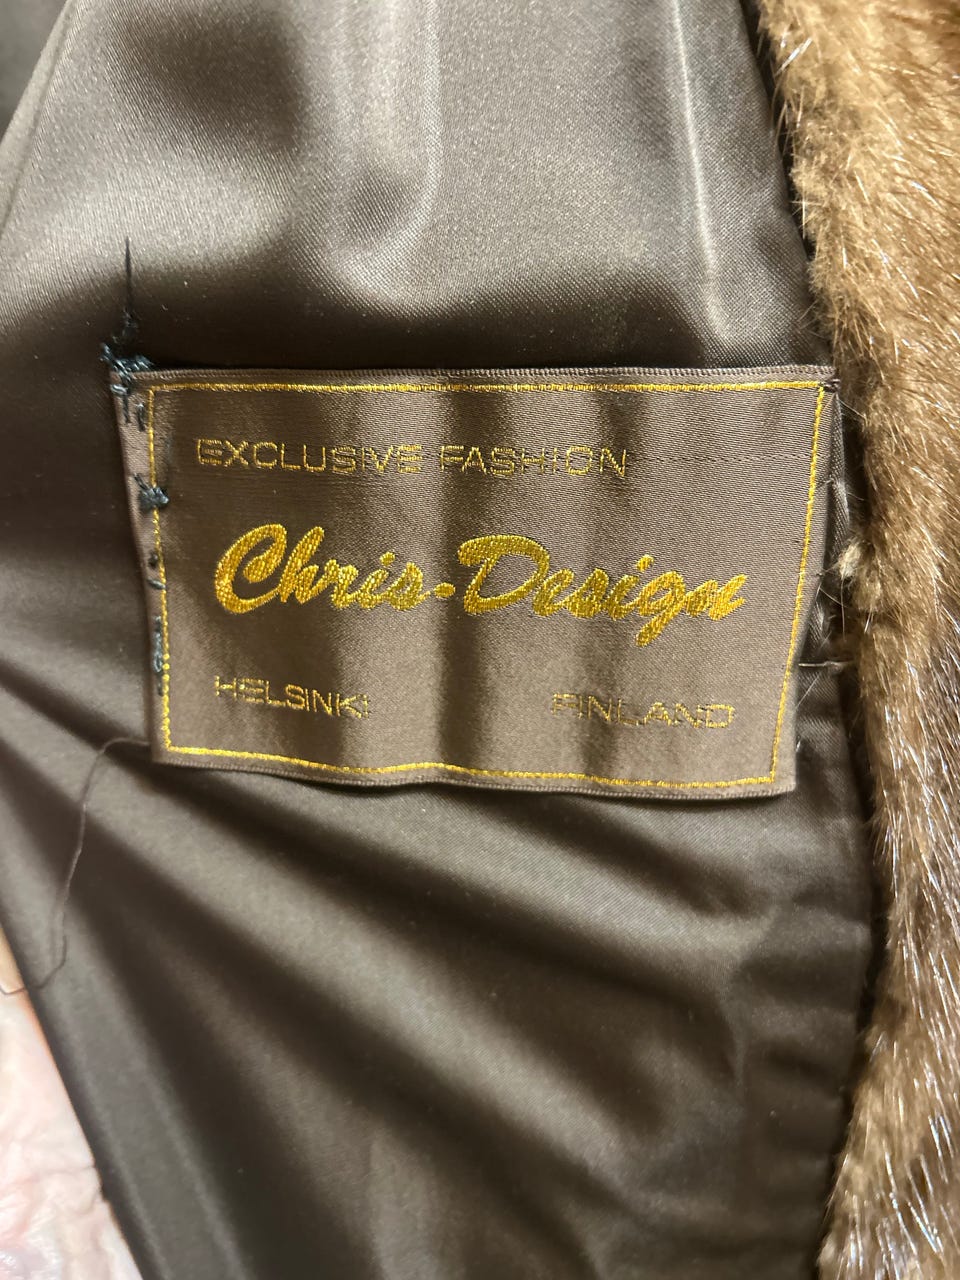 EXCLUSIVE FASHION
Chris-Design
HELSINKI FINLAND